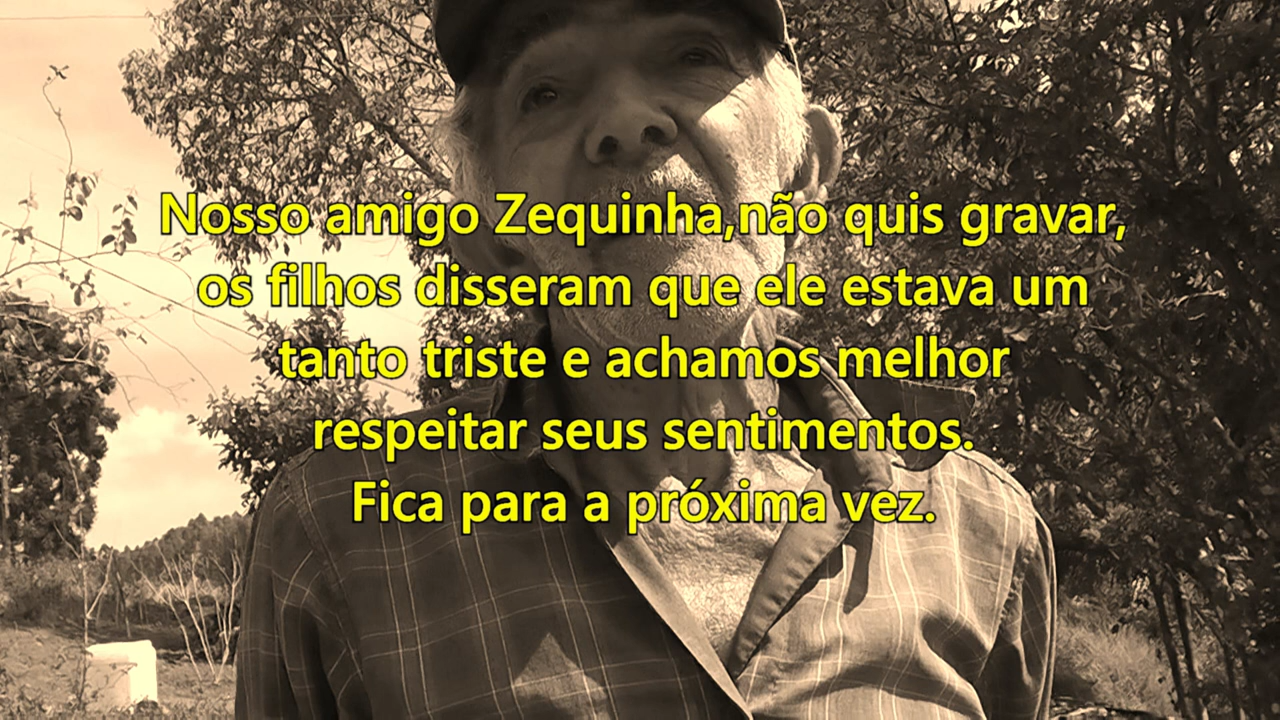 Nosso amigo Zequinha,não quis gravar,
os filhos disseram que ele estava um
tanto triste e achamos melhor
respeitar seus sentimentos.
Fica para a próxima vez.